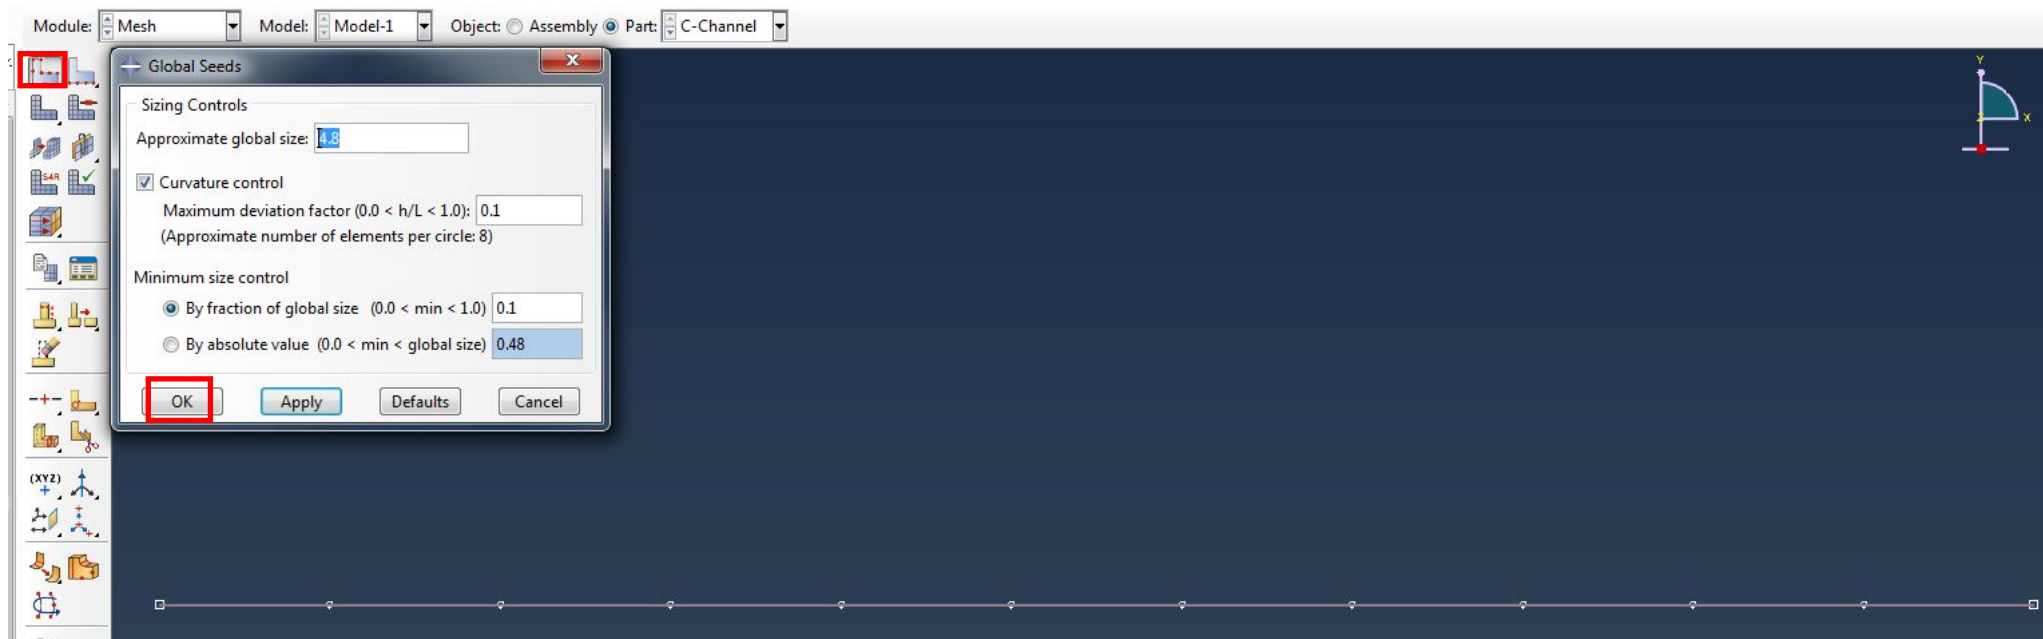 Module: Mesh Model: Model-1 Object: Assembly Part: C-Channel
Global Seeds
Sizing Controls
Approximate global size: 4.8
Curvature control
Maximum deviation factor (0.0 < h/L < 1.0): 0.1
(Approximate number of elements per circle: 8)
Minimum size control
By fraction of global size (0.0 < min < 1.0) 0.1
By absolute value (0.0 < min < global size) 0.48
OK Apply Defaults Cancel
S4R
(XYZ)
Y
X